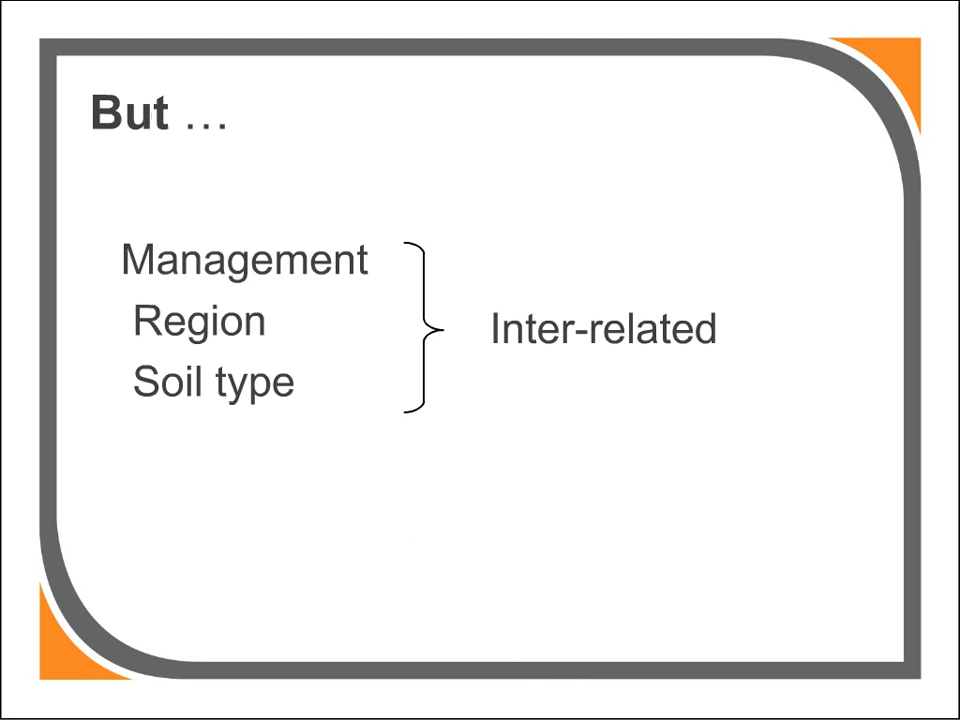 But …
Management
Region
Soil type
Inter-related